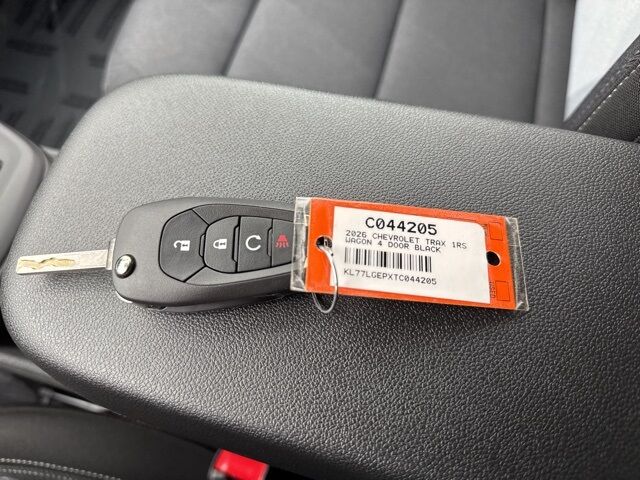 C044205
2026 CHEVROLET TRAX 1RS
WAGON 4 DOOR BLACK
KL77LGEPXTC044205